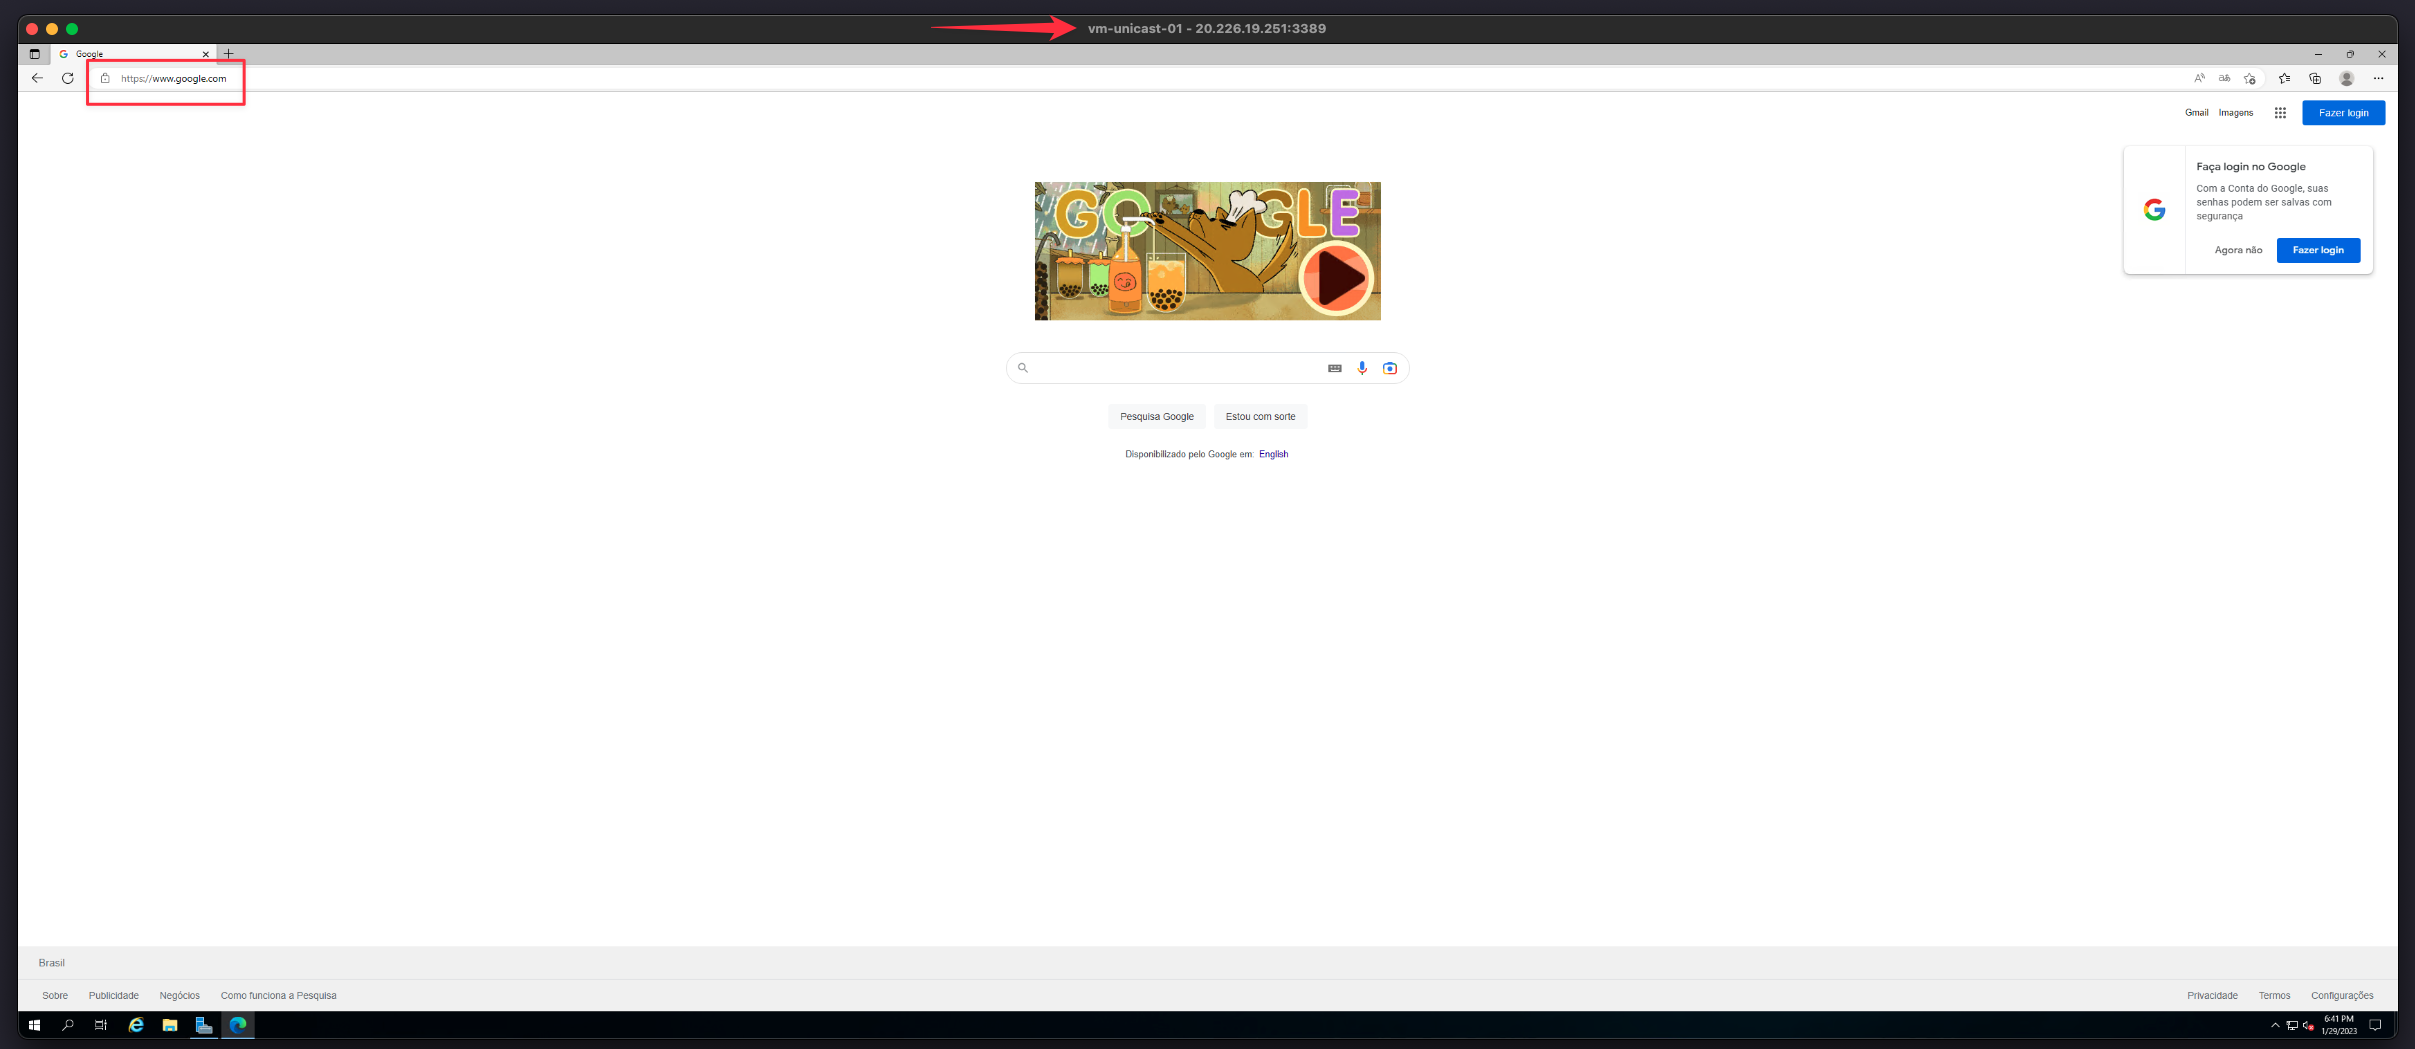 vm-unicast-01 - 20.226.19.251:3389
Google
https://www.google.com
Gmail Imagens Fazer login
Faça login no Google
Com a Conta do Google, suas
senhas podem ser salvas com
segurança
Agora não Fazer login
GOOGLE
Pesquisa Google Estou com sorte
Disponibilizado pelo Google em: English
Brasil
Sobre Publicidade Negócios Como funciona a Pesquisa Privacidade Termos Configurações
6:41 PM
1/29/2023